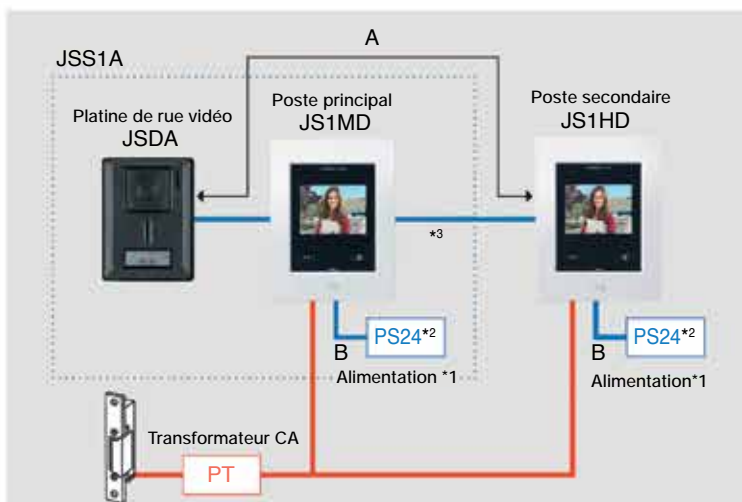 A
JSS1A
Platine de rue vidéo
JSDA
Poste principal
JS1MD
Poste secondaire
JS1HD
*3
PS24*2
B
Alimentation *1
PS24*2
B
Alimentation*1
Transformateur CA
PT